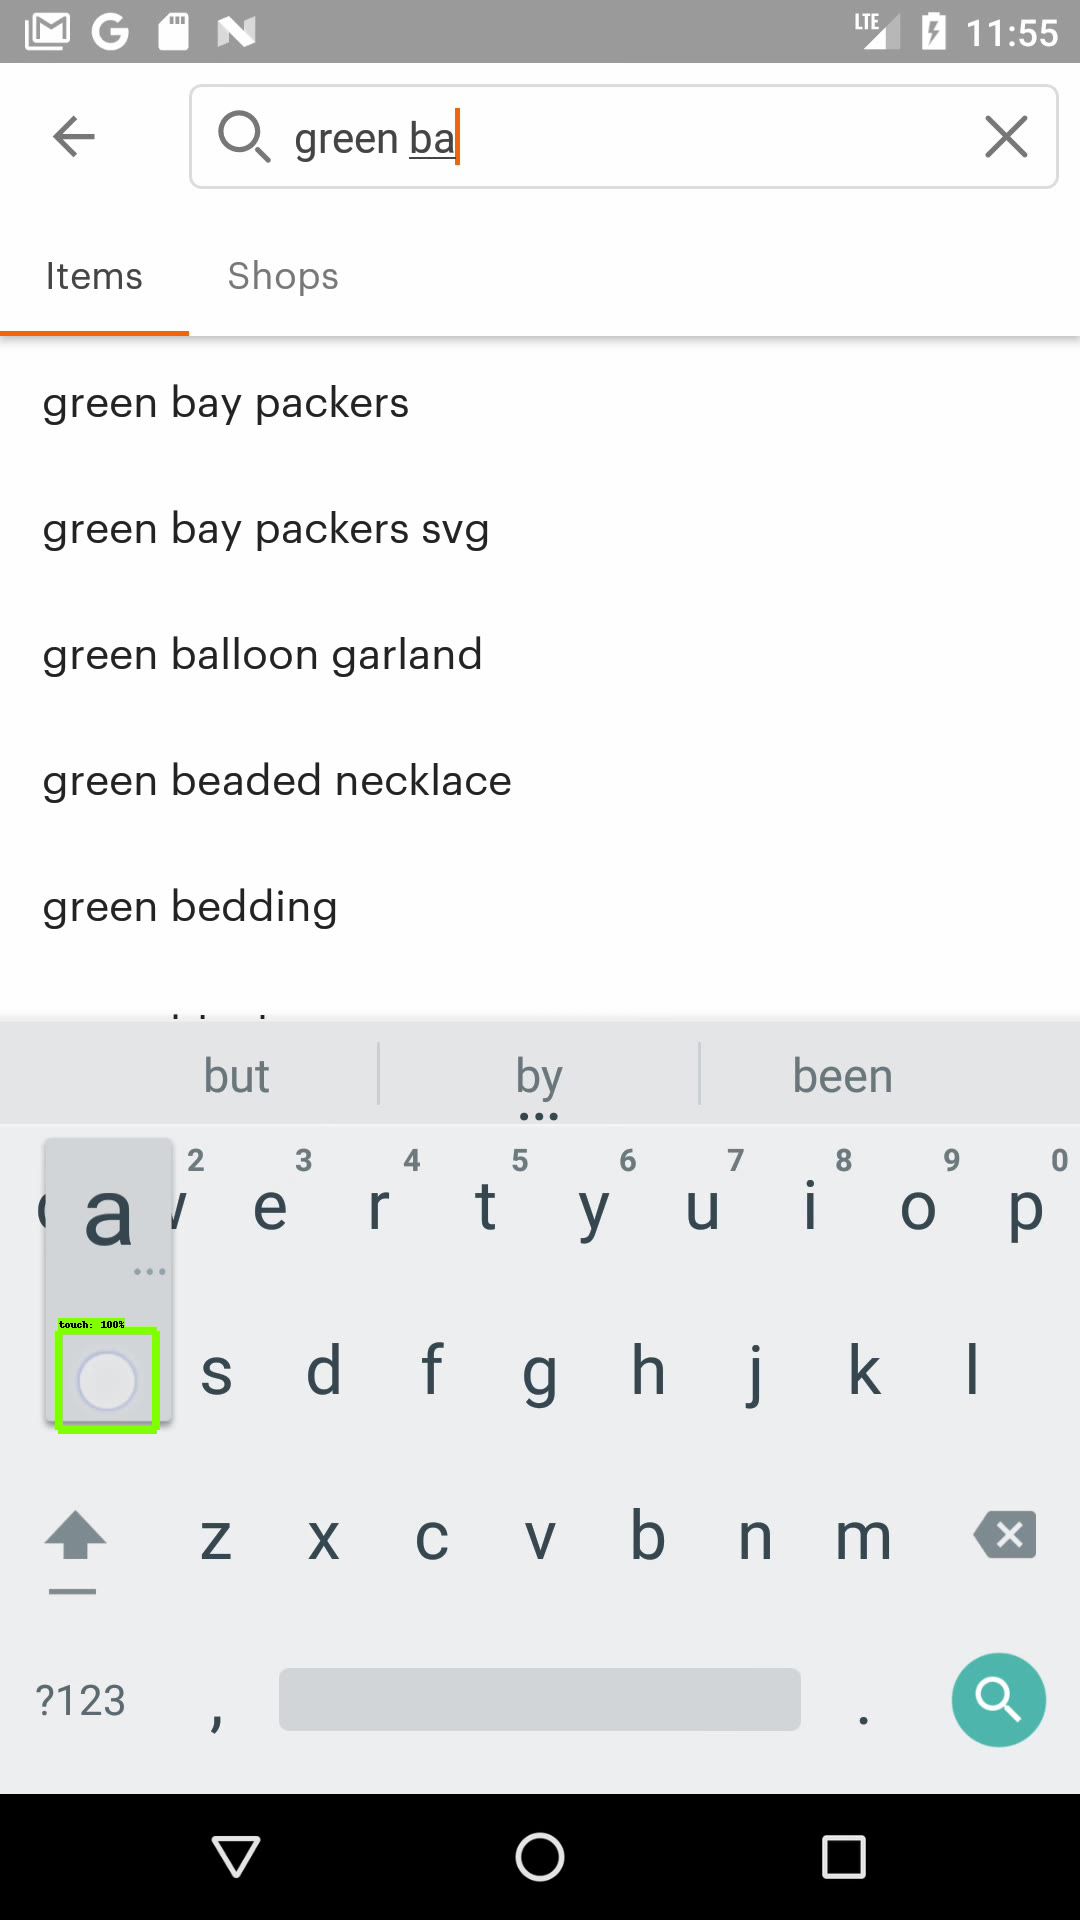 LTE 11:55
green ba
Items Shops
green bay packers
green bay packers svg
green balloon garland
green beaded necklace
green bedding
but by been
2 3 4 5 6 7 8 9 0
a e r t y u i o p
touch: 100%
s d f g h j k l
z x c v b n m
?123 , .